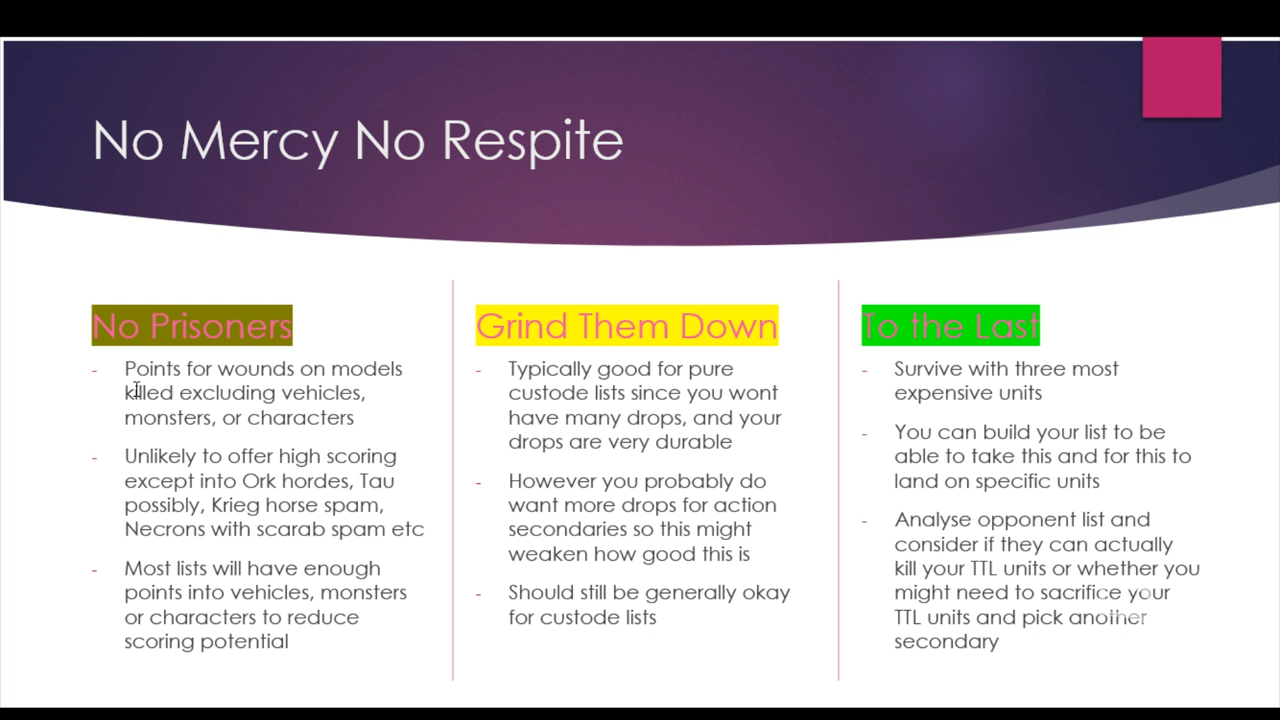 No Mercy No Respite
No Prisoners
- Points for wounds on models
killed excluding vehicles,
monsters, or characters
- Unlikely to offer high scoring
except into Ork hordes, Tau
possibly, Krieg horse spam,
Necrons with scarab spam etc
- Most lists will have enough
points into vehicles, monsters
or characters to reduce
scoring potential
Grind Them Down
- Typically good for pure
custode lists since you wont
have many drops, and your
drops are very durable
- However you probably do
want more drops for action
secondaries so this might
weaken how good this is
- Should still be generally okay
for custode lists
To the Last
- Survive with three most
expensive units
- You can build your list to be
able to take this and for this to
land on specific units
- Analyse opponent list and
consider if they can actually
kill your TTL units or whether you
might need to sacrifice your
TTL units and pick another
secondary